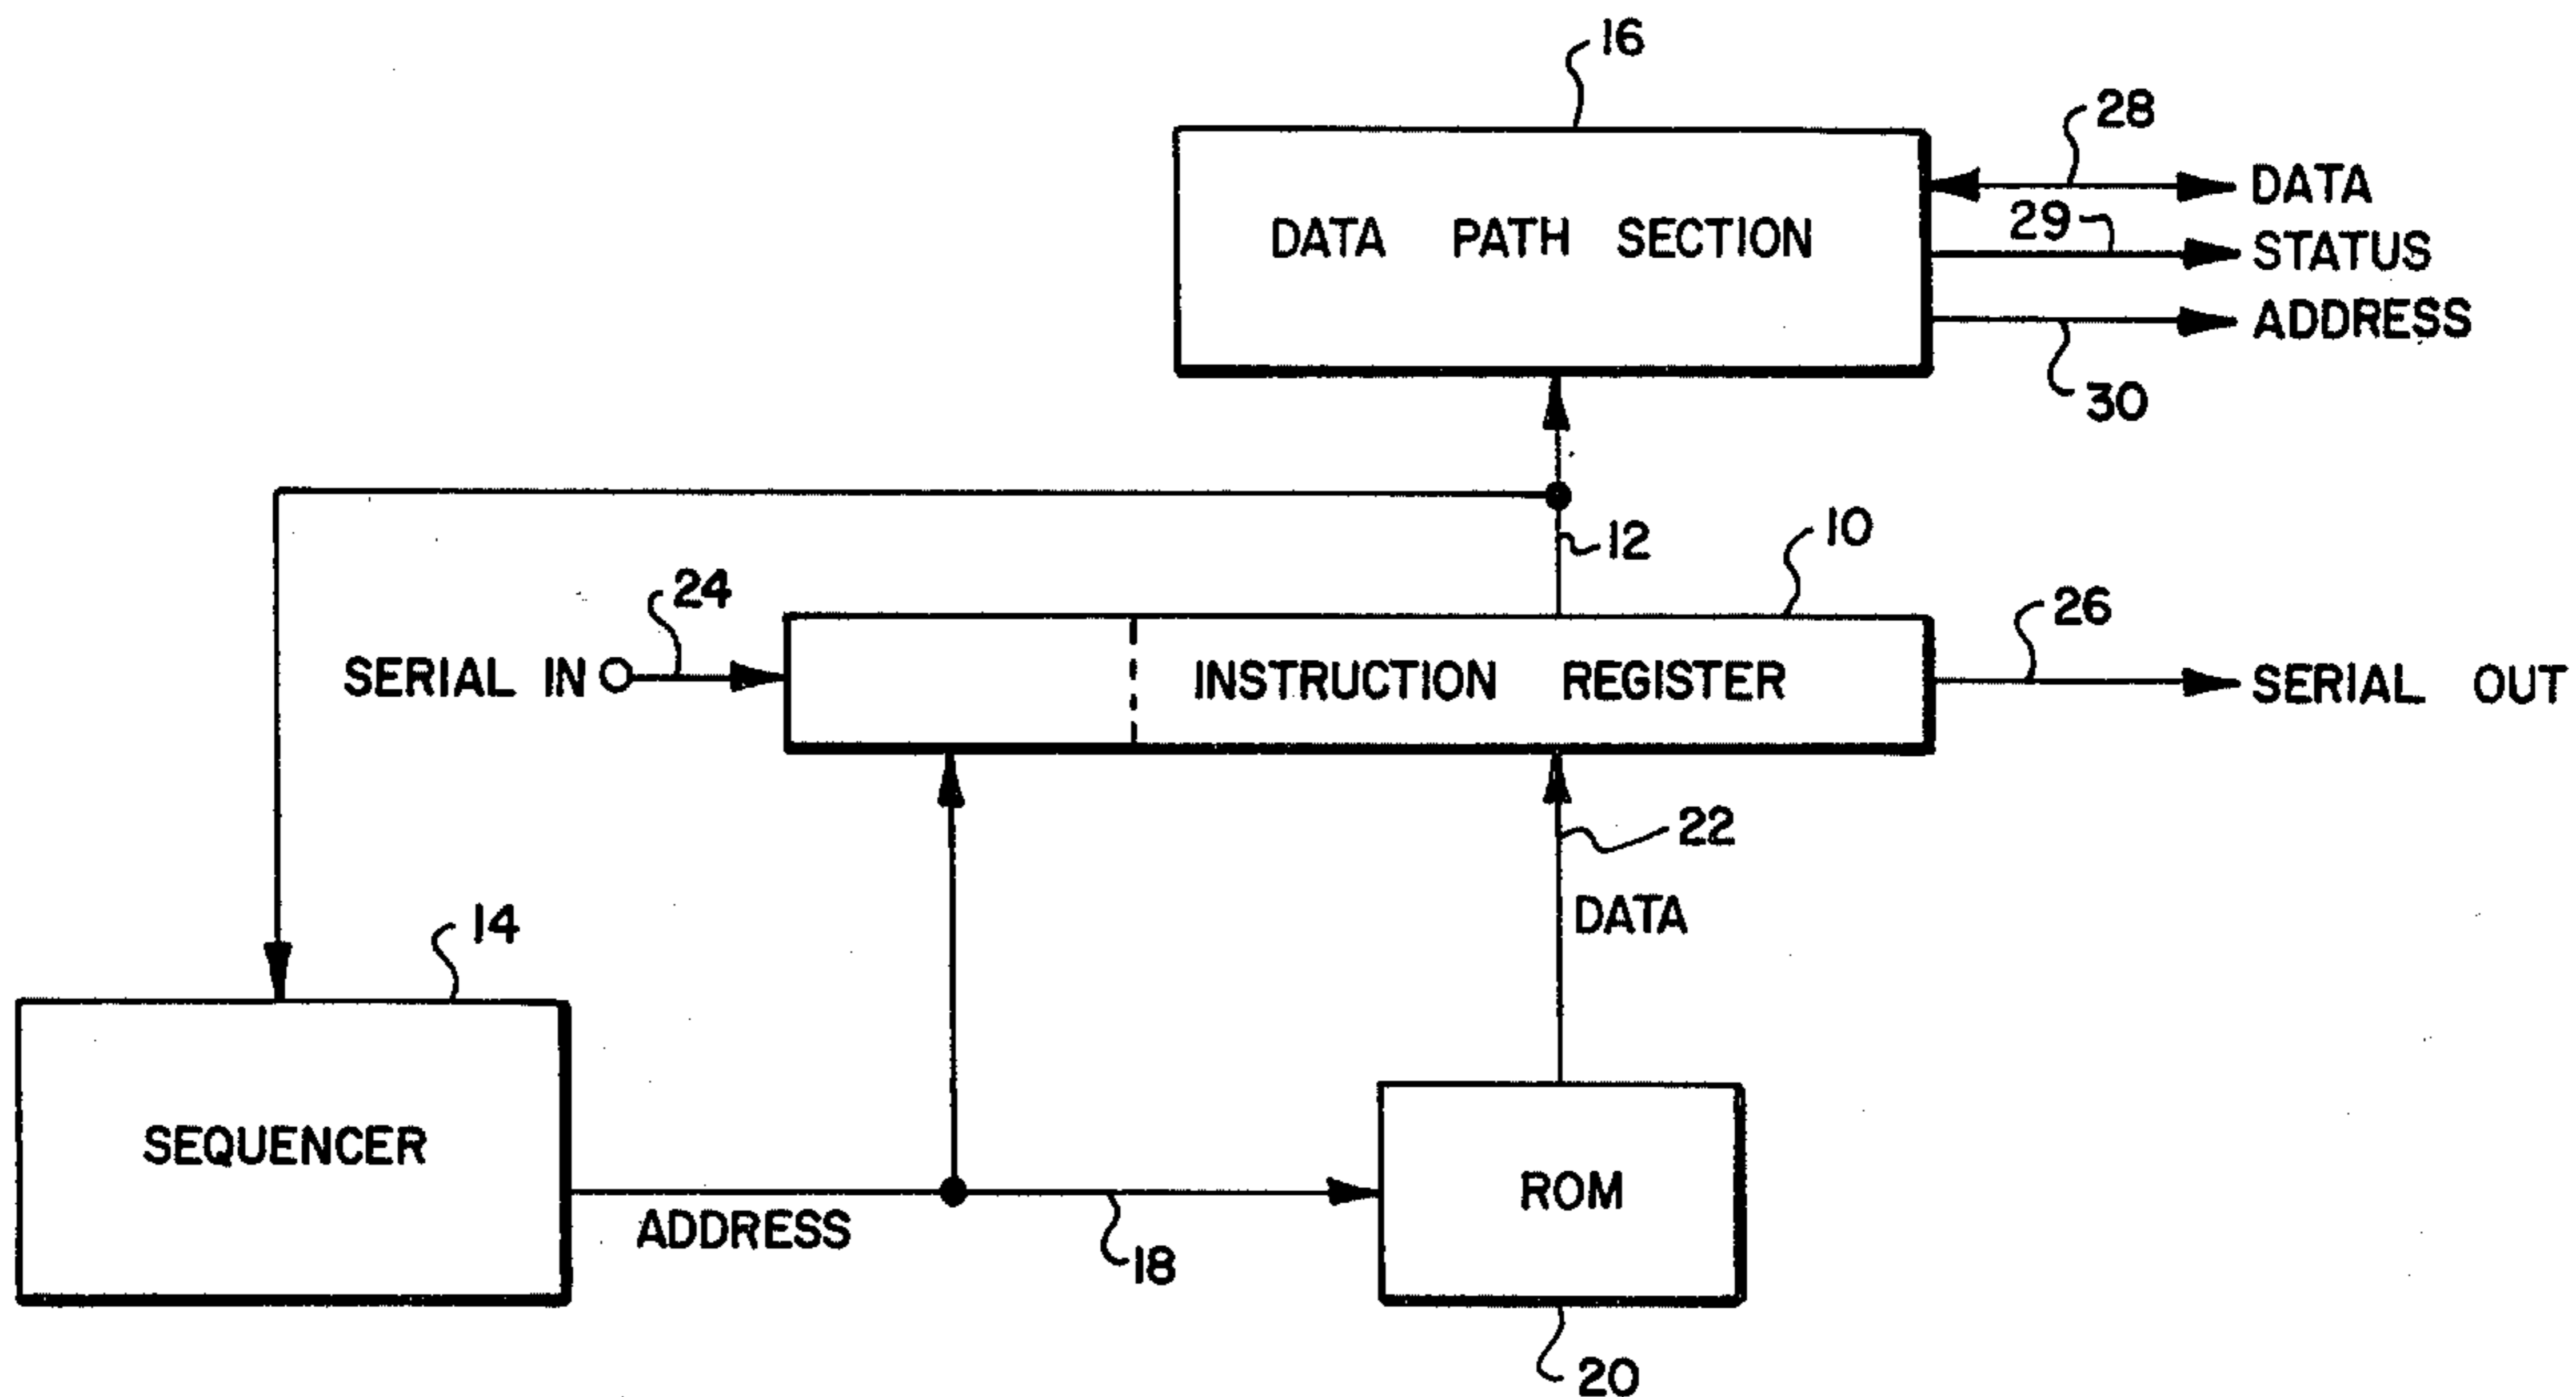 16
28
DATA
DATA PATH SECTION
29
STATUS
ADDRESS
30
12
10
24
26
SERIAL IN
INSTRUCTION REGISTER
SERIAL OUT
22
DATA
14
SEQUENCER
ROM
ADDRESS
18
20